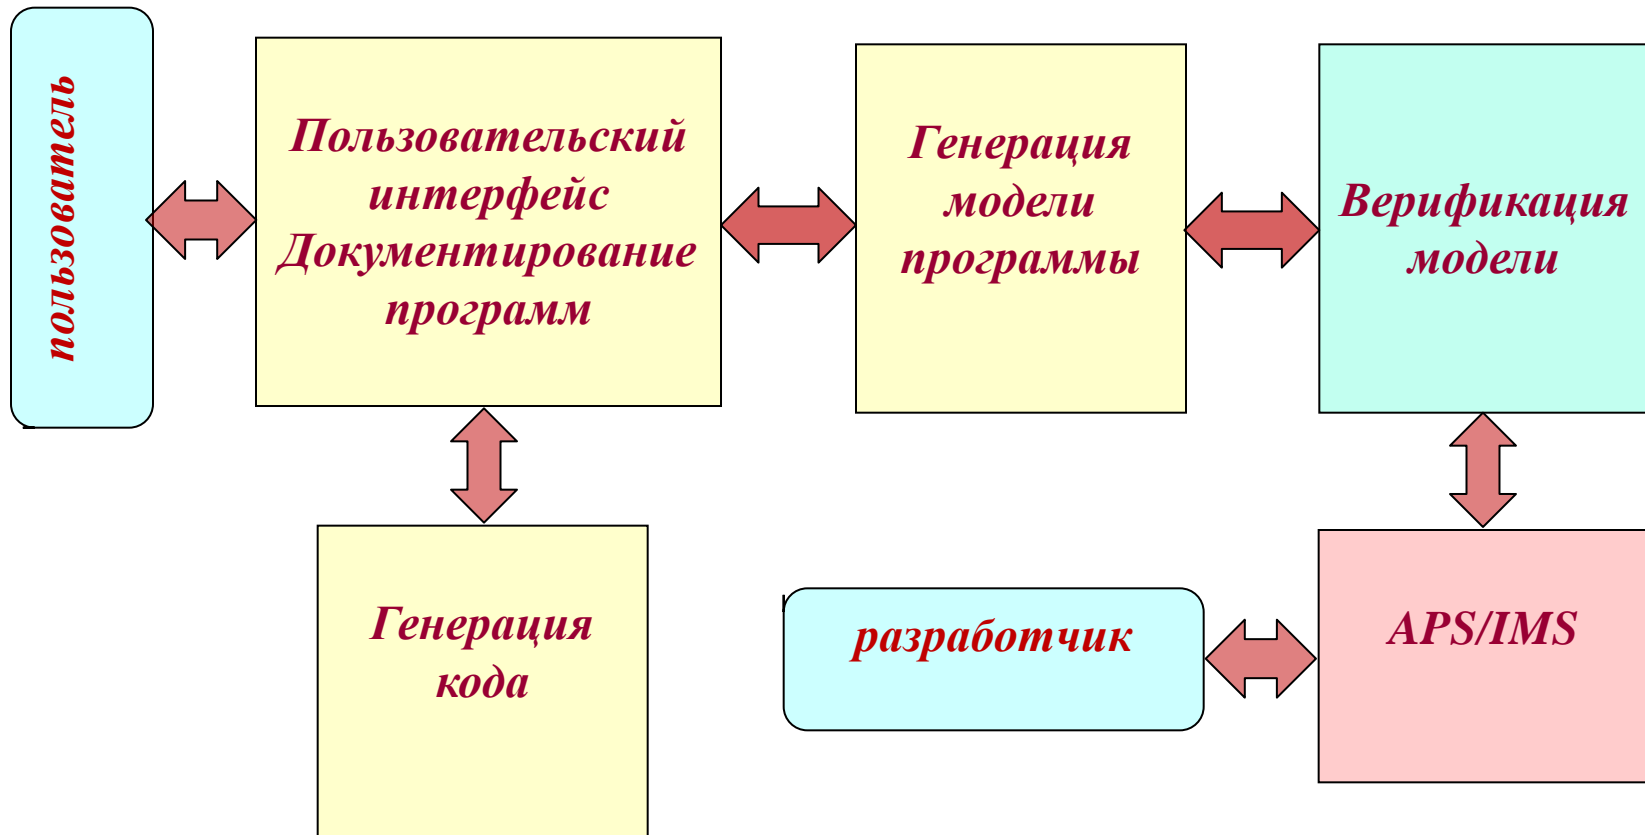 пользователь
Пользовательский
интерфейс
Документирование
программ
Генерация
модели
программы
Верификация
модели
Генерация
кода
разработчик
APS/IMS